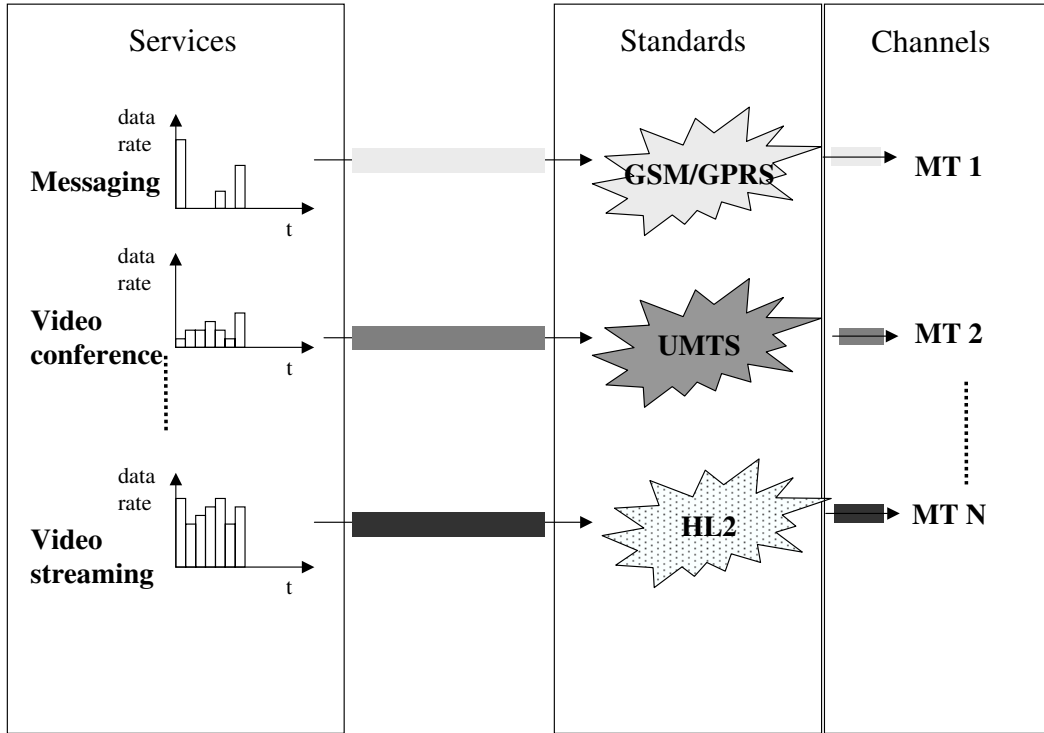 Services
Standards
Channels
data
rate
Messaging
t
GSM/GPRS
MT 1
data
rate
Video
conference
t
UMTS
MT 2
data
rate
Video
streaming
t
HL2
MT N